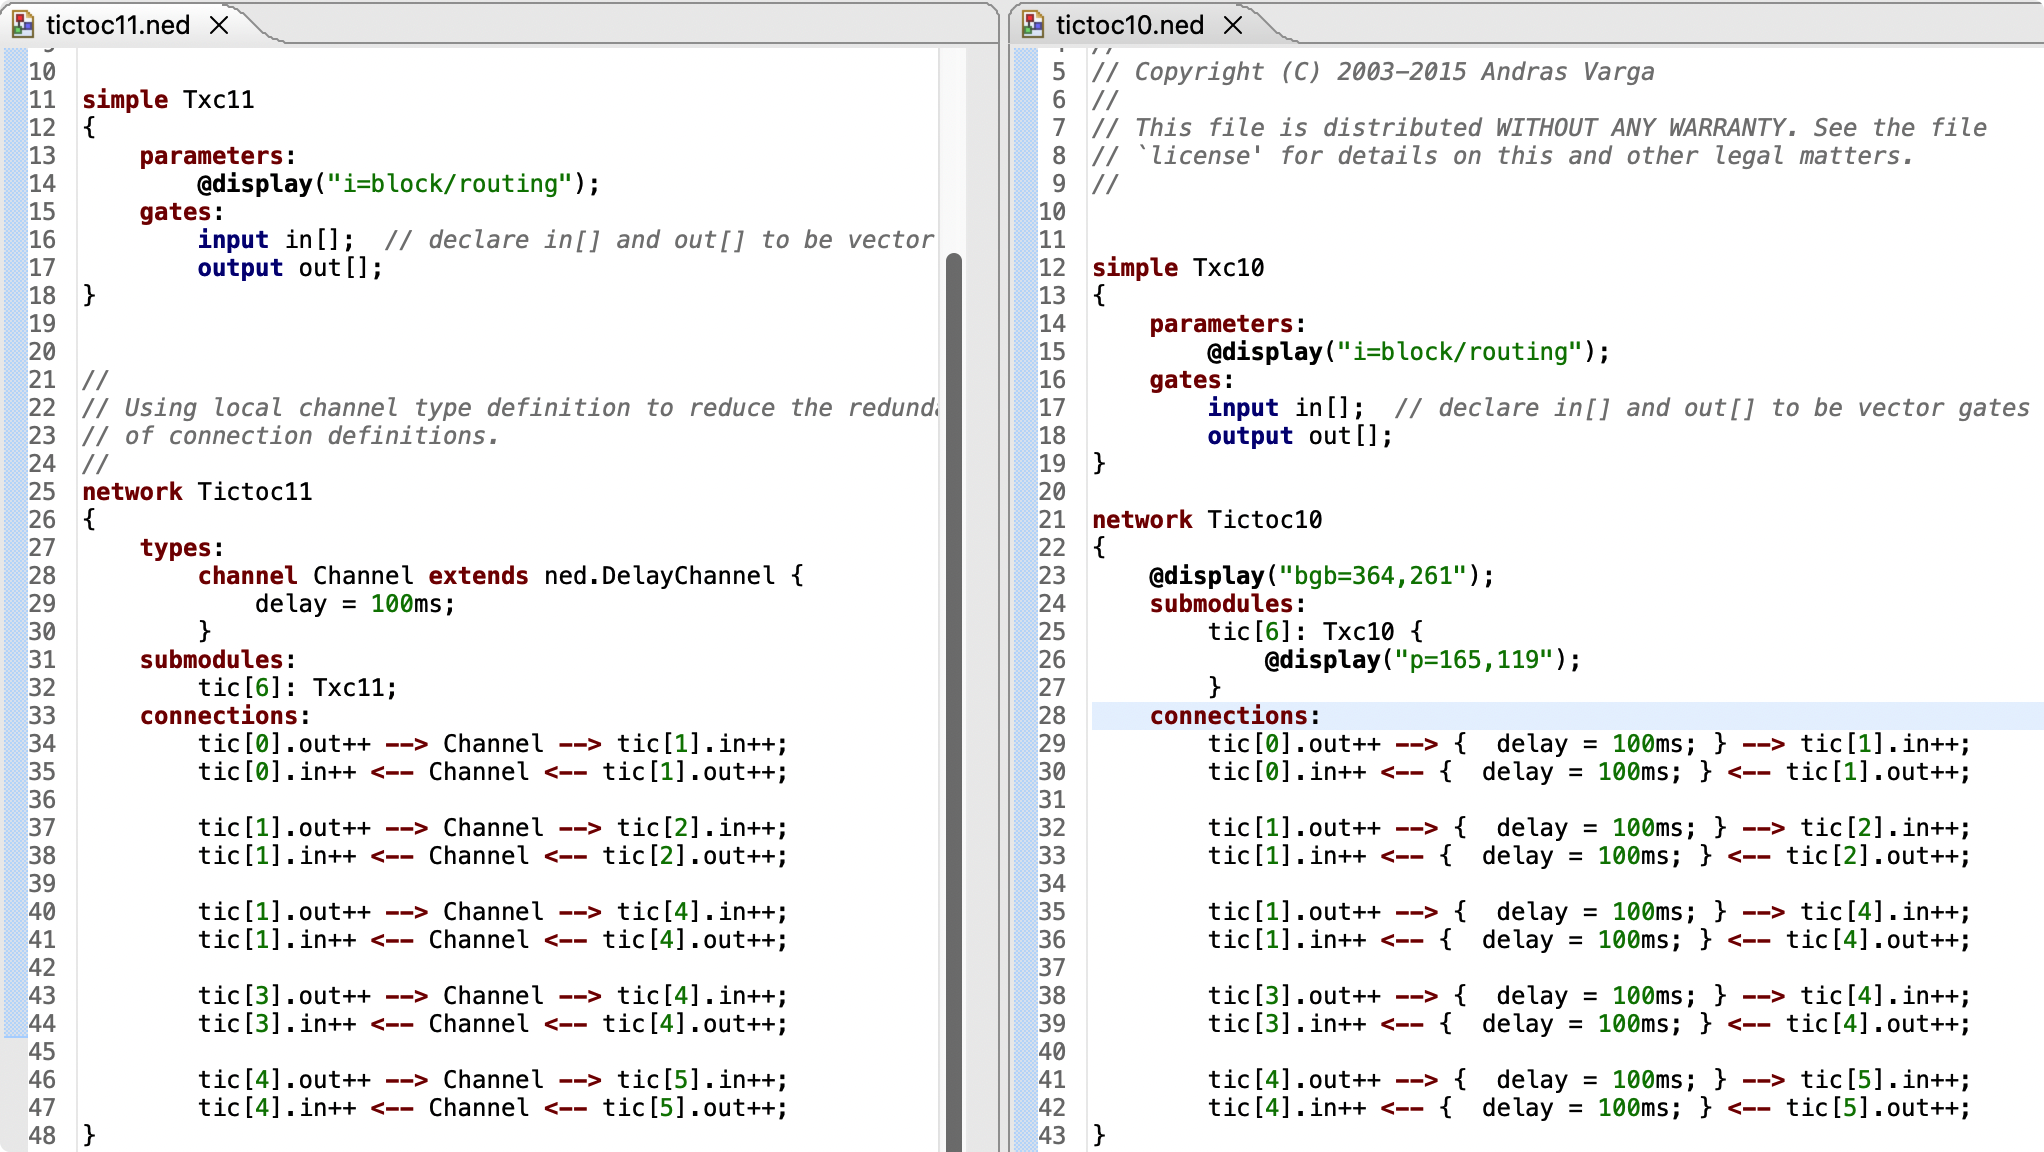 tictoc11.ned
10
11 simple Txc11
12 {
13     parameters:
14         @display("i=block/routing");
15     gates:
16         input in[];  // declare in[] and out[] to be vector
17         output out[];
18 }
19
20
21 //
22 // Using local channel type definition to reduce the
23 // of connection definitions.
24 //
25 network Tictoc11
26 {
27     types:
28         channel Channel extends ned.DelayChannel {
29             delay = 100ms;
30         }
31     submodules:
32         tic[6]: Txc11;
33     connections:
34         tic[0].out++ --> Channel --> tic[1].in++;
35         tic[0].in++ <-- Channel <-- tic[1].out++;
36
37         tic[1].out++ --> Channel --> tic[2].in++;
38         tic[1].in++ <-- Channel <-- tic[2].out++;
39
40         tic[1].out++ --> Channel --> tic[4].in++;
41         tic[1].in++ <-- Channel <-- tic[4].out++;
42
43         tic[3].out++ --> Channel --> tic[4].in++;
44         tic[3].in++ <-- Channel <-- tic[4].out++;
45
46         tic[4].out++ --> Channel --> tic[5].in++;
47         tic[4].in++ <-- Channel <-- tic[5].out++;
48 }
tictoc10.ned
5 // Copyright (C) 2003-2015 Andras Varga
6 //
7 // This file is distributed WITHOUT ANY WARRANTY. See the file
8 // `license' for details on this and other legal matters.
9 //
10
11
12 simple Txc10
13 {
14     parameters:
15         @display("i=block/routing");
16     gates:
17         input in[];  // declare in[] and out[] to be vector gates
18         output out[];
19 }
20
21 network Tictoc10
22 {
23     @display("bgb=364,261");
24     submodules:
25         tic[6]: Txc10 {
26             @display("p=165,119");
27         }
28     connections:
29         tic[0].out++ --> {  delay = 100ms; } --> tic[1].in++;
30         tic[0].in++ <-- {  delay = 100ms; } <-- tic[1].out++;
31
32         tic[1].out++ --> {  delay = 100ms; } --> tic[2].in++;
33         tic[1].in++ <-- {  delay = 100ms; } <-- tic[2].out++;
34
35         tic[1].out++ --> {  delay = 100ms; } --> tic[4].in++;
36         tic[1].in++ <-- {  delay = 100ms; } <-- tic[4].out++;
37
38         tic[3].out++ --> {  delay = 100ms; } --> tic[4].in++;
39         tic[3].in++ <-- {  delay = 100ms; } <-- tic[4].out++;
40
41         tic[4].out++ --> {  delay = 100ms; } --> tic[5].in++;
42         tic[4].in++ <-- {  delay = 100ms; } <-- tic[5].out++;
43 }